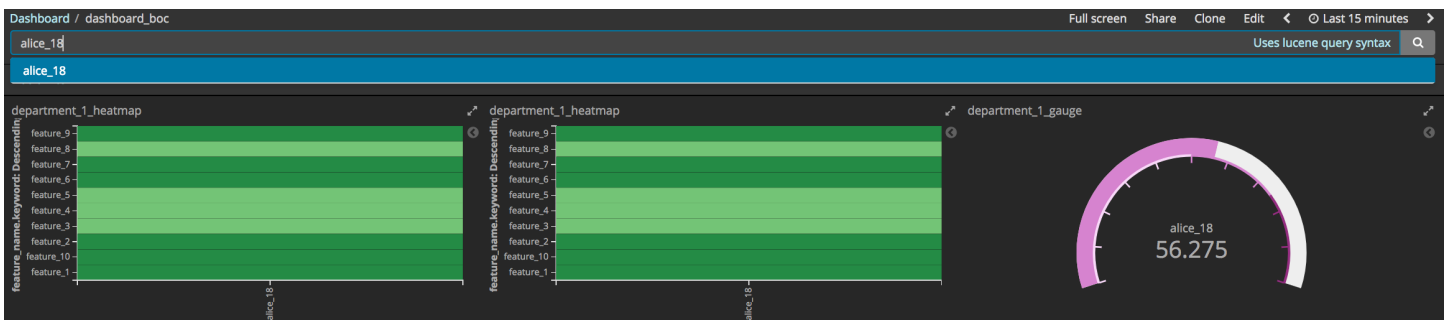 Dashboard / dashboard_boc Full screen Share Clone Edit Last 15 minutes
alice_18 Uses lucene query syntax
alice_18
department_1_heatmap
feature_name.keyword: Descendin
feature_9
feature_8
feature_7
feature_6
feature_5
feature_4
feature_3
feature_2
feature_10
feature_1
alice_18
department_1_heatmap
feature_name.keyword: Descendin
feature_9
feature_8
feature_7
feature_6
feature_5
feature_4
feature_3
feature_2
feature_10
feature_1
alice_18
department_1_gauge
alice_18
56.275